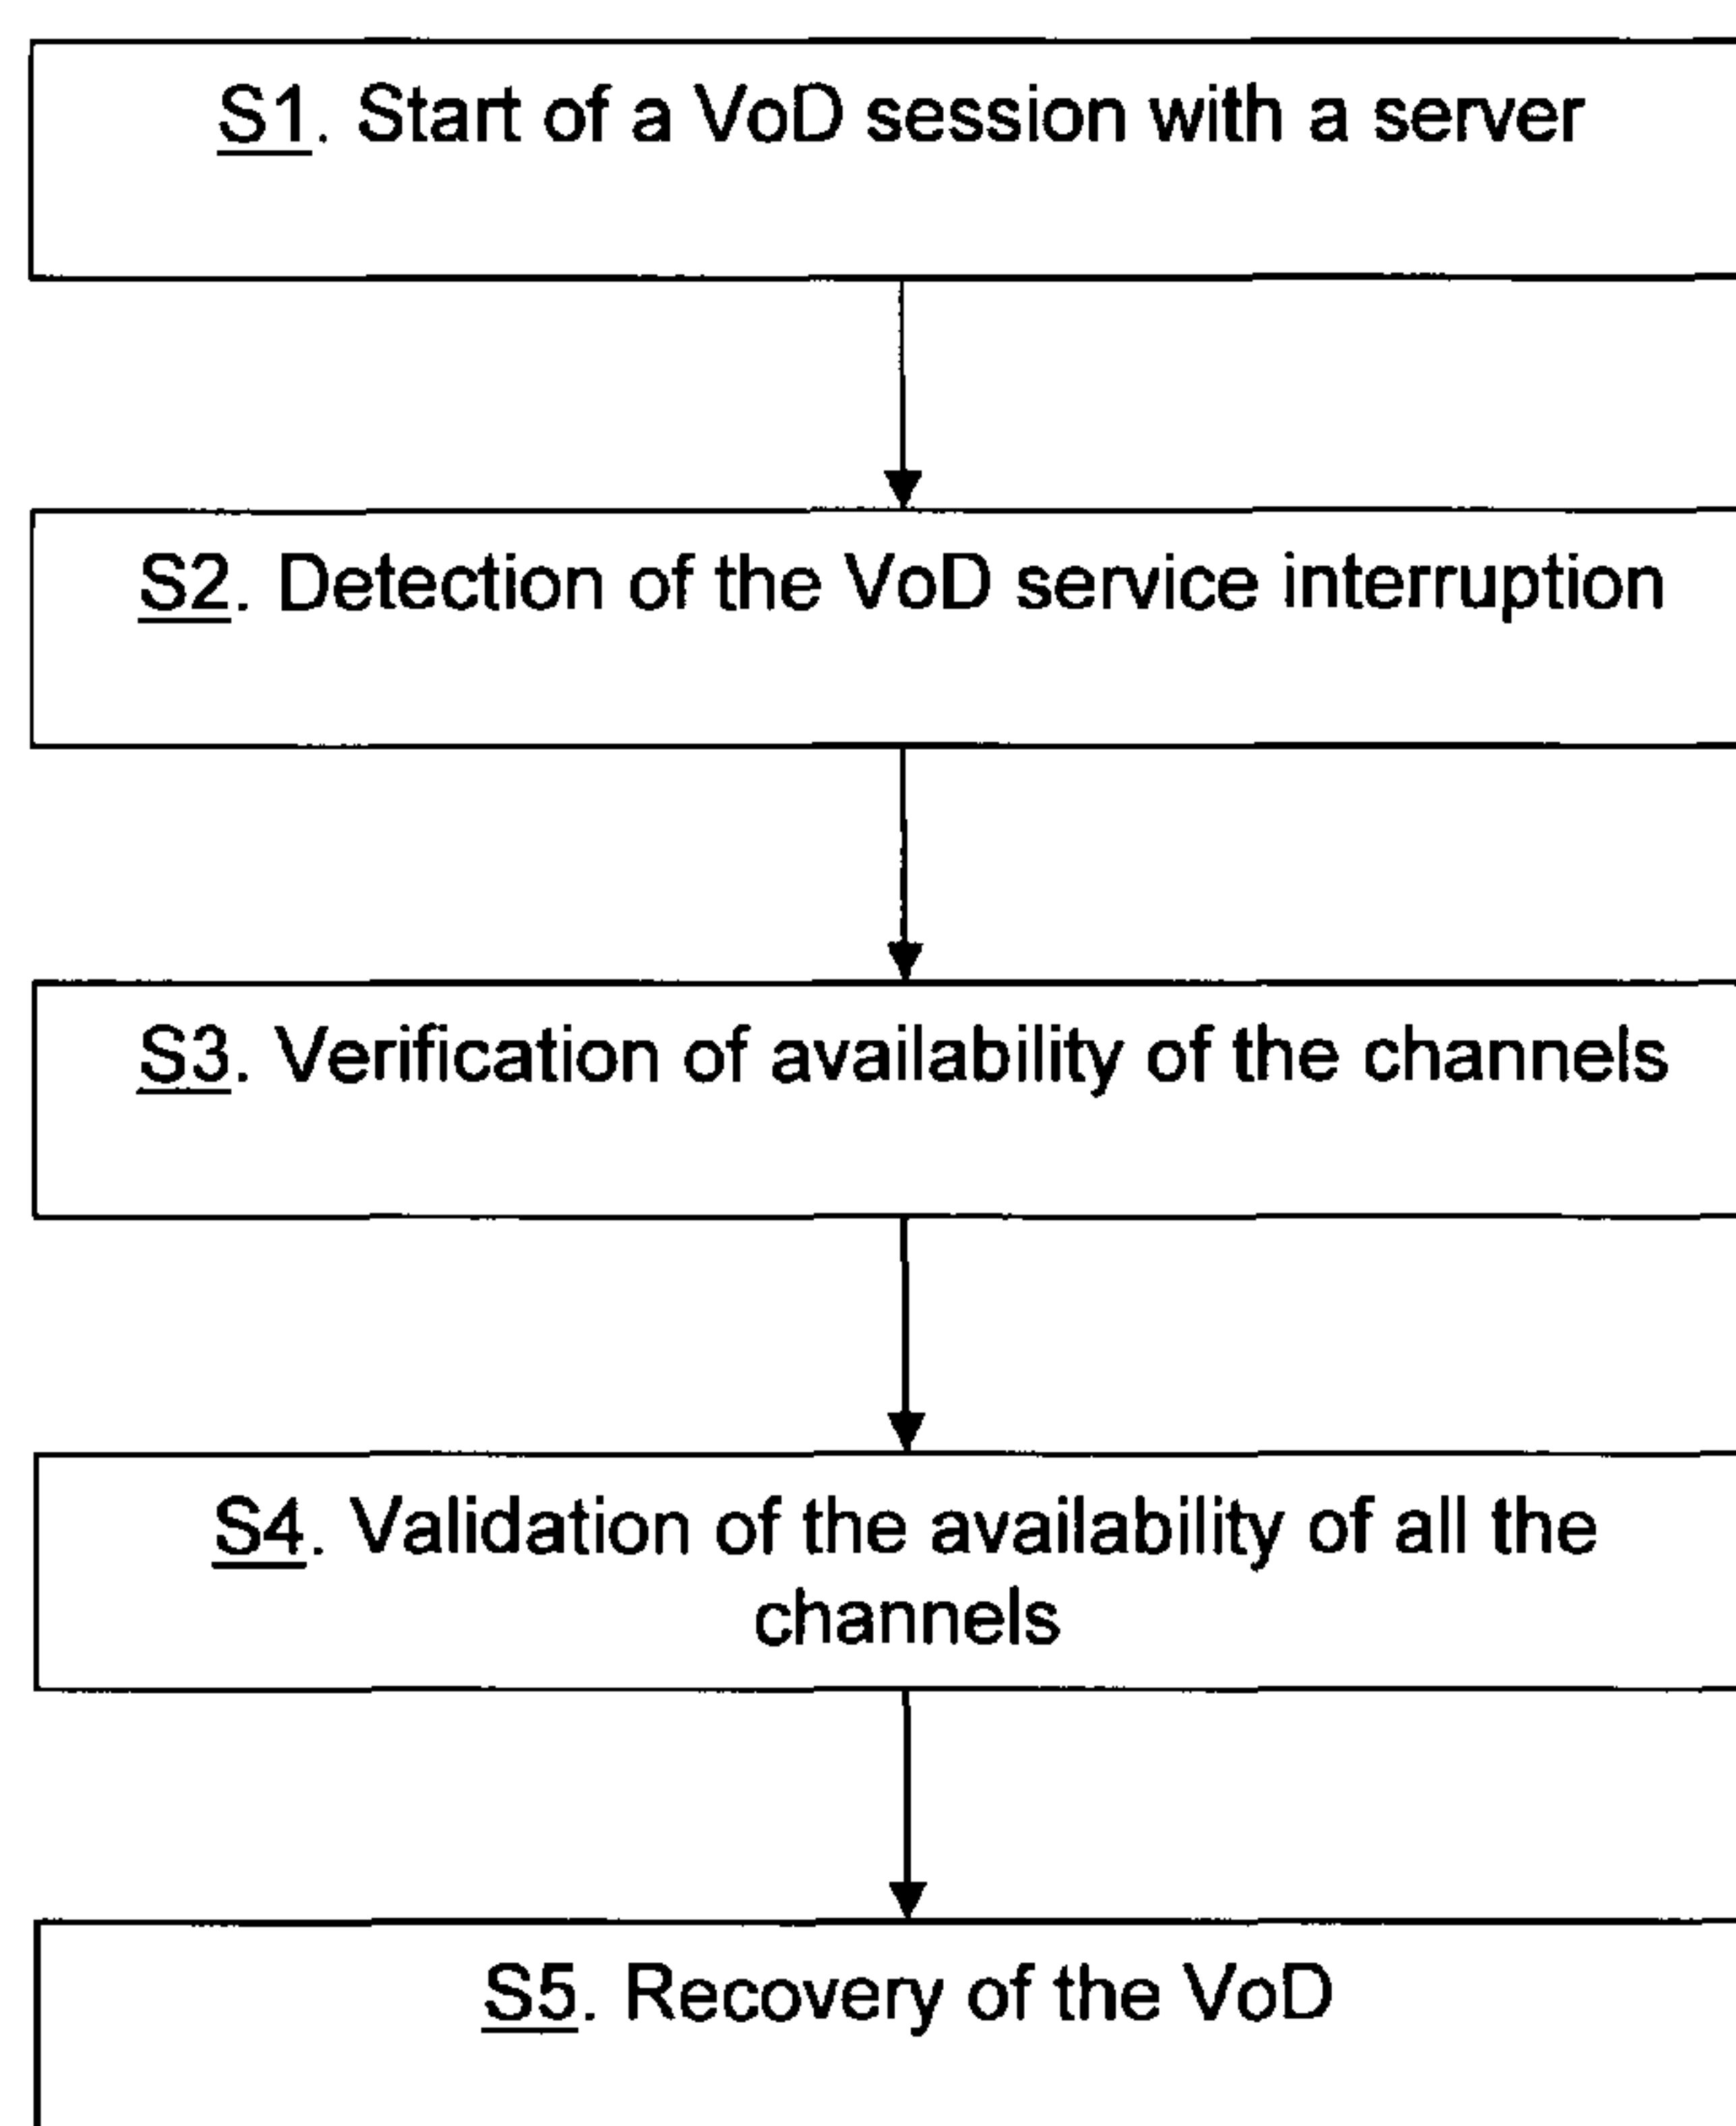 S1. Start of a VoD session with a server
S2. Detection of the VoD service interruption
S3. Verification of availability of the channels
S4. Validation of the availability of all the
channels
S5. Recovery of the VoD